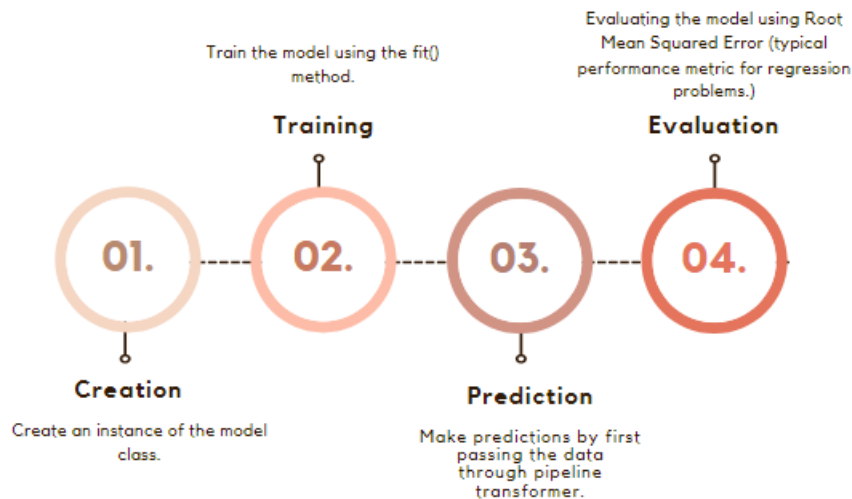 01.
Creation
Create an instance of the model
class.
Train the model using the fit()
method.
Training
02.
03.
Prediction
Make predictions by first
passing the data
through pipeline
transformer.
Evaluating the model using Root
Mean Squared Error (typical
performance metric for regression
problems.)
Evaluation
04.